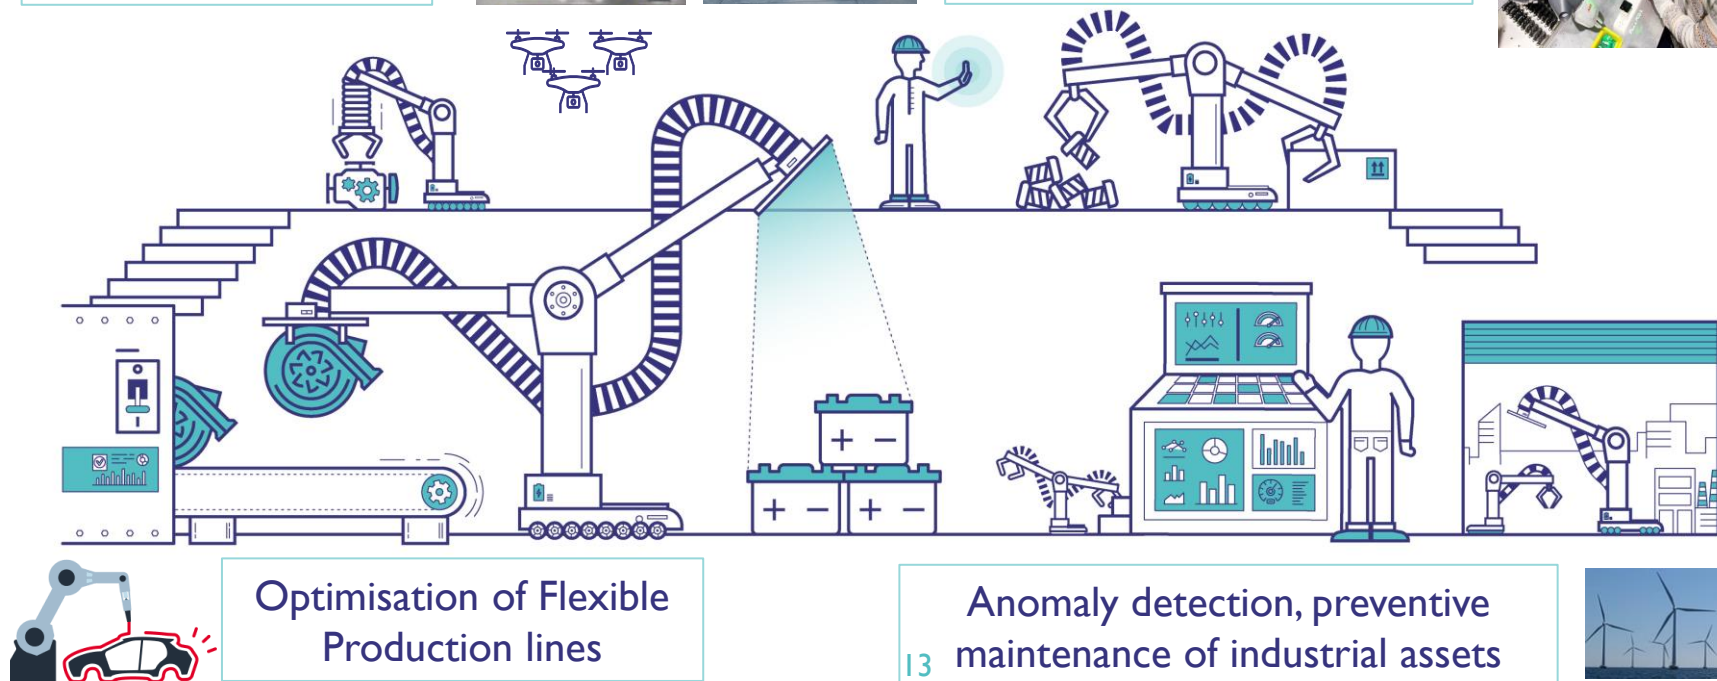 Optimisation of Flexible
Production lines
Anomaly detection, preventive
maintenance of industrial assets
13